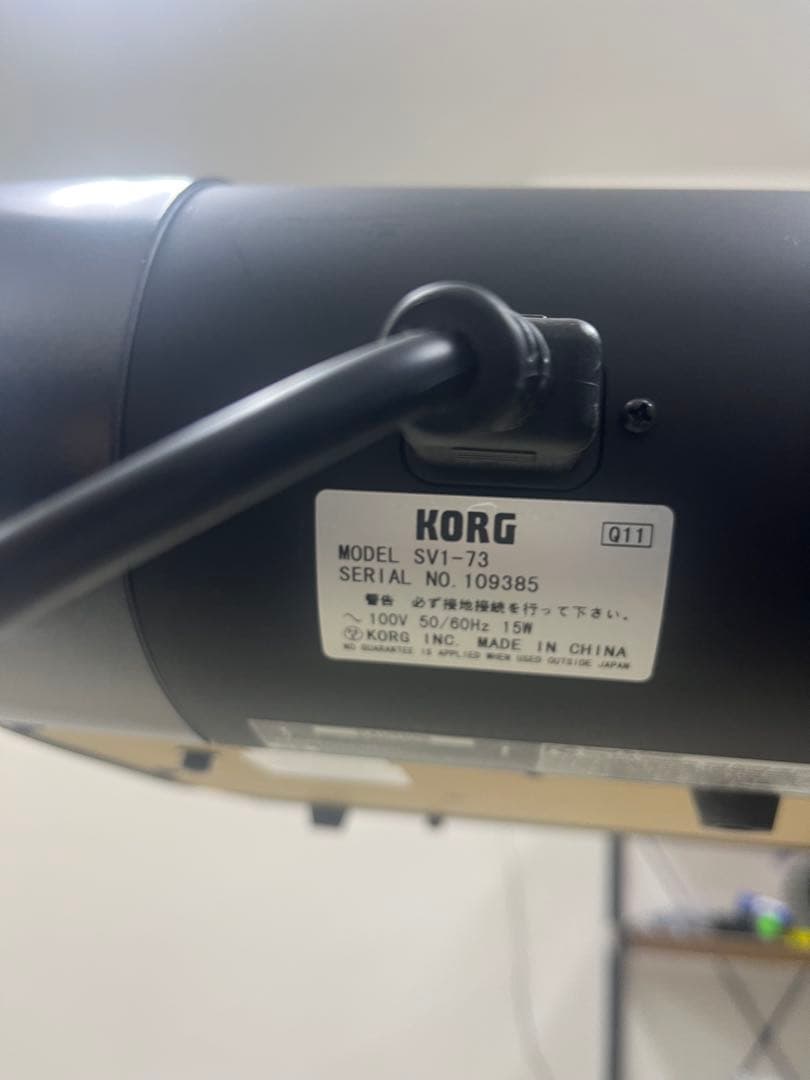 KORG
Q11
MODEL SV1-73
SERIAL NO. 109385
警告 必ず接地接続を行って下さい。
~ 100V 50/60Hz 15W
KORG INC. MADE IN CHINA
NO GUARANTEE IS APPLIED WHEN USED OUTSIDE JAPAN